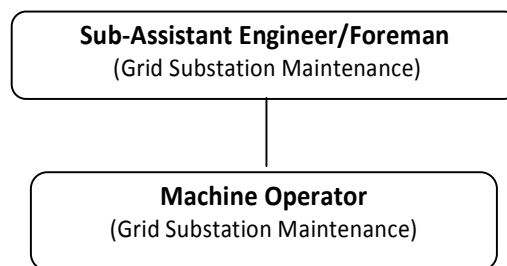 Sub-Assistant Engineer/Foreman
(Grid Substation Maintenance)
Machine Operator
(Grid Substation Maintenance)